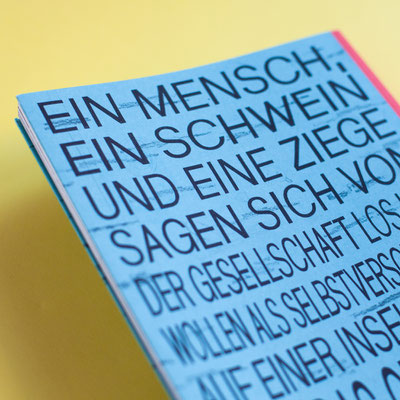 EIN MENSCH,
EIN SCHWEIN
UND EINE ZIEGE
SAGEN SICH VON
DER GESELLSCHAFT LOS
WOLLEN ALS
AUF EINER